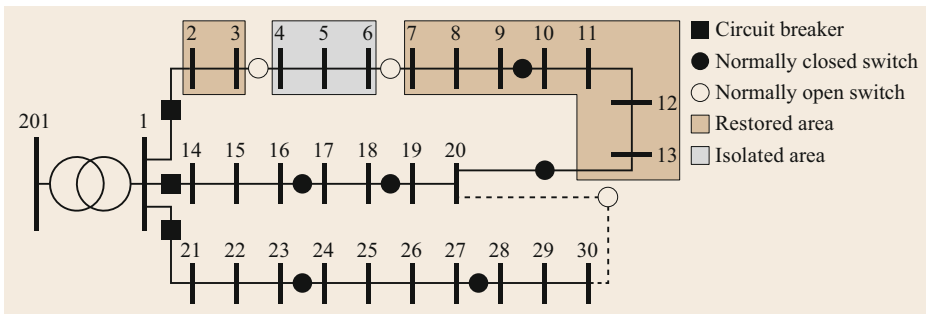 2 3 4 5 6 7 8 9 10 11
Circuit breaker
Normally closed switch
Normally open switch
12
Restored area
201 1
14 15 16 17 18 19 20
13
Isolated area
21 22 23 24 25 26 27 28 29 30